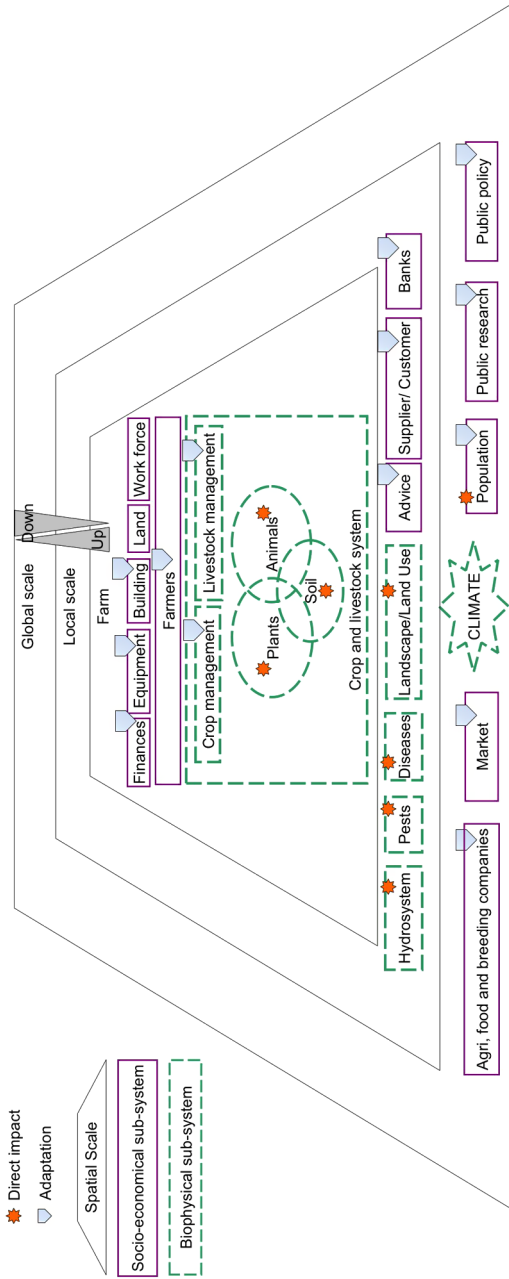 Direct impact
Adaptation
Spatial Scale
Socio-economical sub-system
Biophysical sub-system
Global scale
Down
Local scale
Up
Farm
Finances
Equipment
Building
Land
Work force
Farmers
Crop management
Livestock management
Plants
Animals
Soil
Crop and livestock system
Hydrosystem
Pests
Diseases
Landscape/Land Use
Advice
Supplier/ Customer
Banks
Agri, food and breeding companies
Market
CLIMATE
Population
Public research
Public policy